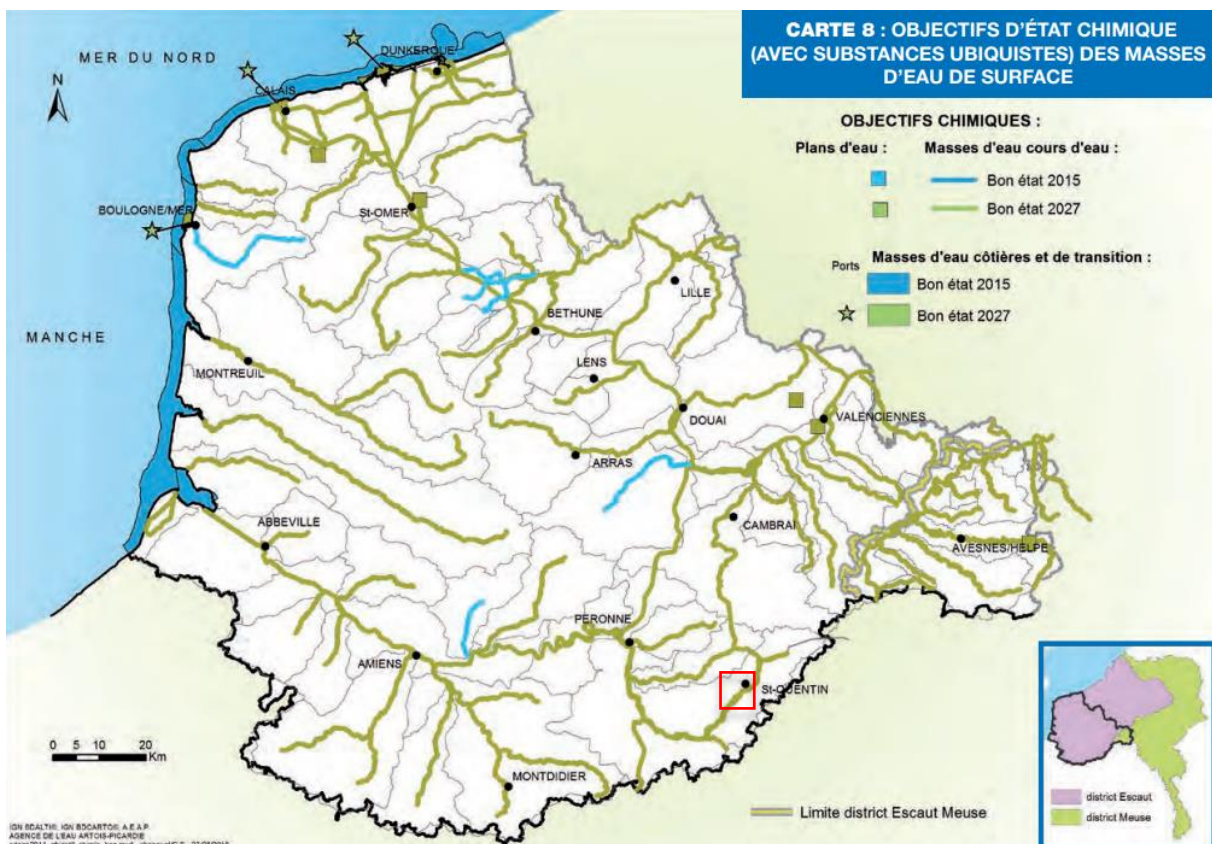 CARTE 8 : OBJECTIFS D'ÉTAT CHIMIQUE
(AVEC SUBSTANCES UBIQUISTES) DES MASSES
D'EAU DE SURFACE
MER DU NORD
DUNKERQUE
N
CALAIS
OBJECTIFS CHIMIQUES :
Plans d'eau :
Masses d'eau cours d'eau :
Bon état 2015
Bon état 2027
BOULOGNE/MER
St-OMER
Masses d'eau côtières et de transition :
Ports
Bon état 2015
Bon état 2027
LILLE
BETHUNE
MANCHE
LENS
MONTREUIL
DOUAI
VALENCIENNES
ARRAS
CAMBRAI
ABBEVILLE
AVESNES/HELPE
PERONNE
AMIENS
St-QUENTIN
0 5 10 20
Km
MONTDIDIER
district Escaut
district Meuse
Limite district Escaut Meuse
IGN BDALTI®; IGN BDCARTO®; A.E.A.P.
AGENCE DE L'EAU ARTOIS-PICARDIE